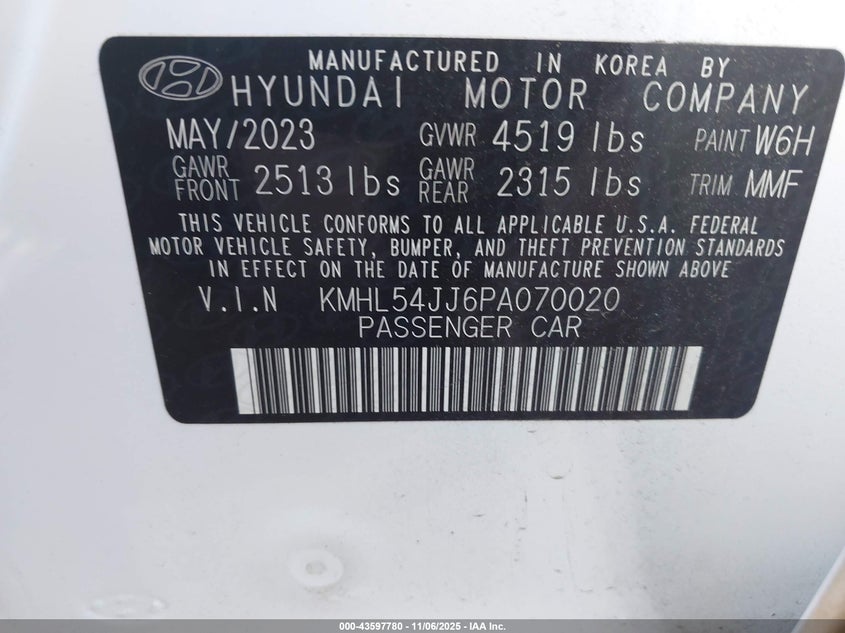 MANUFACTURED IN KOREA BY
HYUNDAI MOTOR COMPANY
MAY/2023 GVWR 4519 lbs PAINT W6H
GAWR FRONT 2513 lbs GAWR REAR 2315 lbs TRIM MMF
THIS VEHICLE CONFORMS TO ALL APPLICABLE U.S.A. FEDERAL
MOTOR VEHICLE SAFETY, BUMPER, AND THEFT PREVENTION STANDARDS
IN EFFECT ON THE DATE OF MANUFACTURE SHOWN ABOVE
V.I.N KMHL54JJ6PA070020
PASSENGER CAR
000-43597780 - 11/06/2025 - IAA Inc.